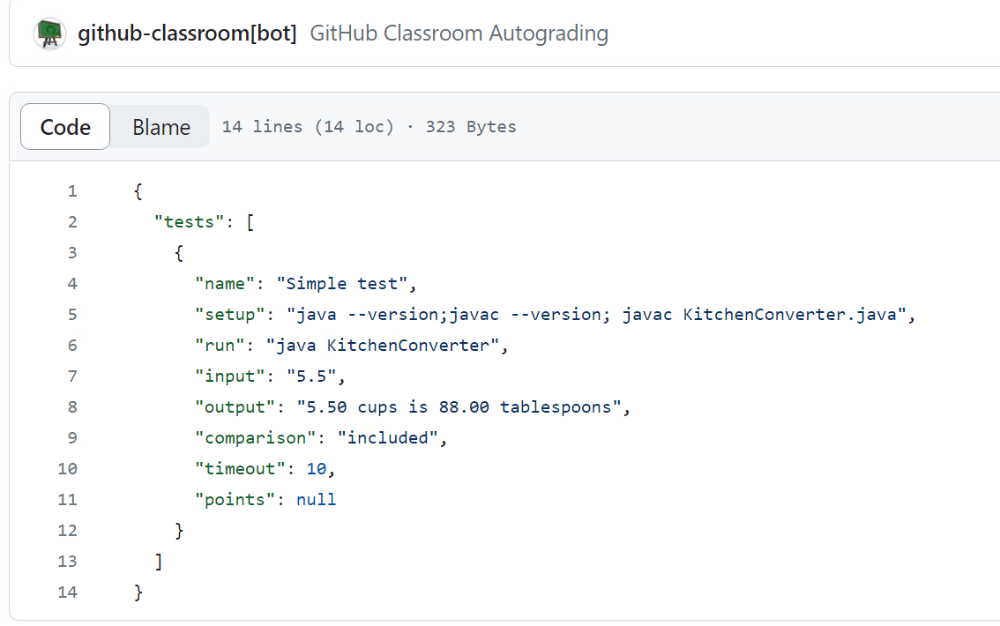 github-classroom[bot] GitHub Classroom Autograding
Code Blame 14 lines (14 loc) · 323 Bytes
1 {
2 "tests": [
3 {
4 "name": "Simple test",
5 "setup": "java --version;javac --version; javac KitchenConverter.java",
6 "run": "java KitchenConverter",
7 "input": "5.5",
8 "output": "5.50 cups is 88.00 tablespoons",
9 "comparison": "included",
10 "timeout": 10,
11 "points": null
12 }
13 ]
14 }